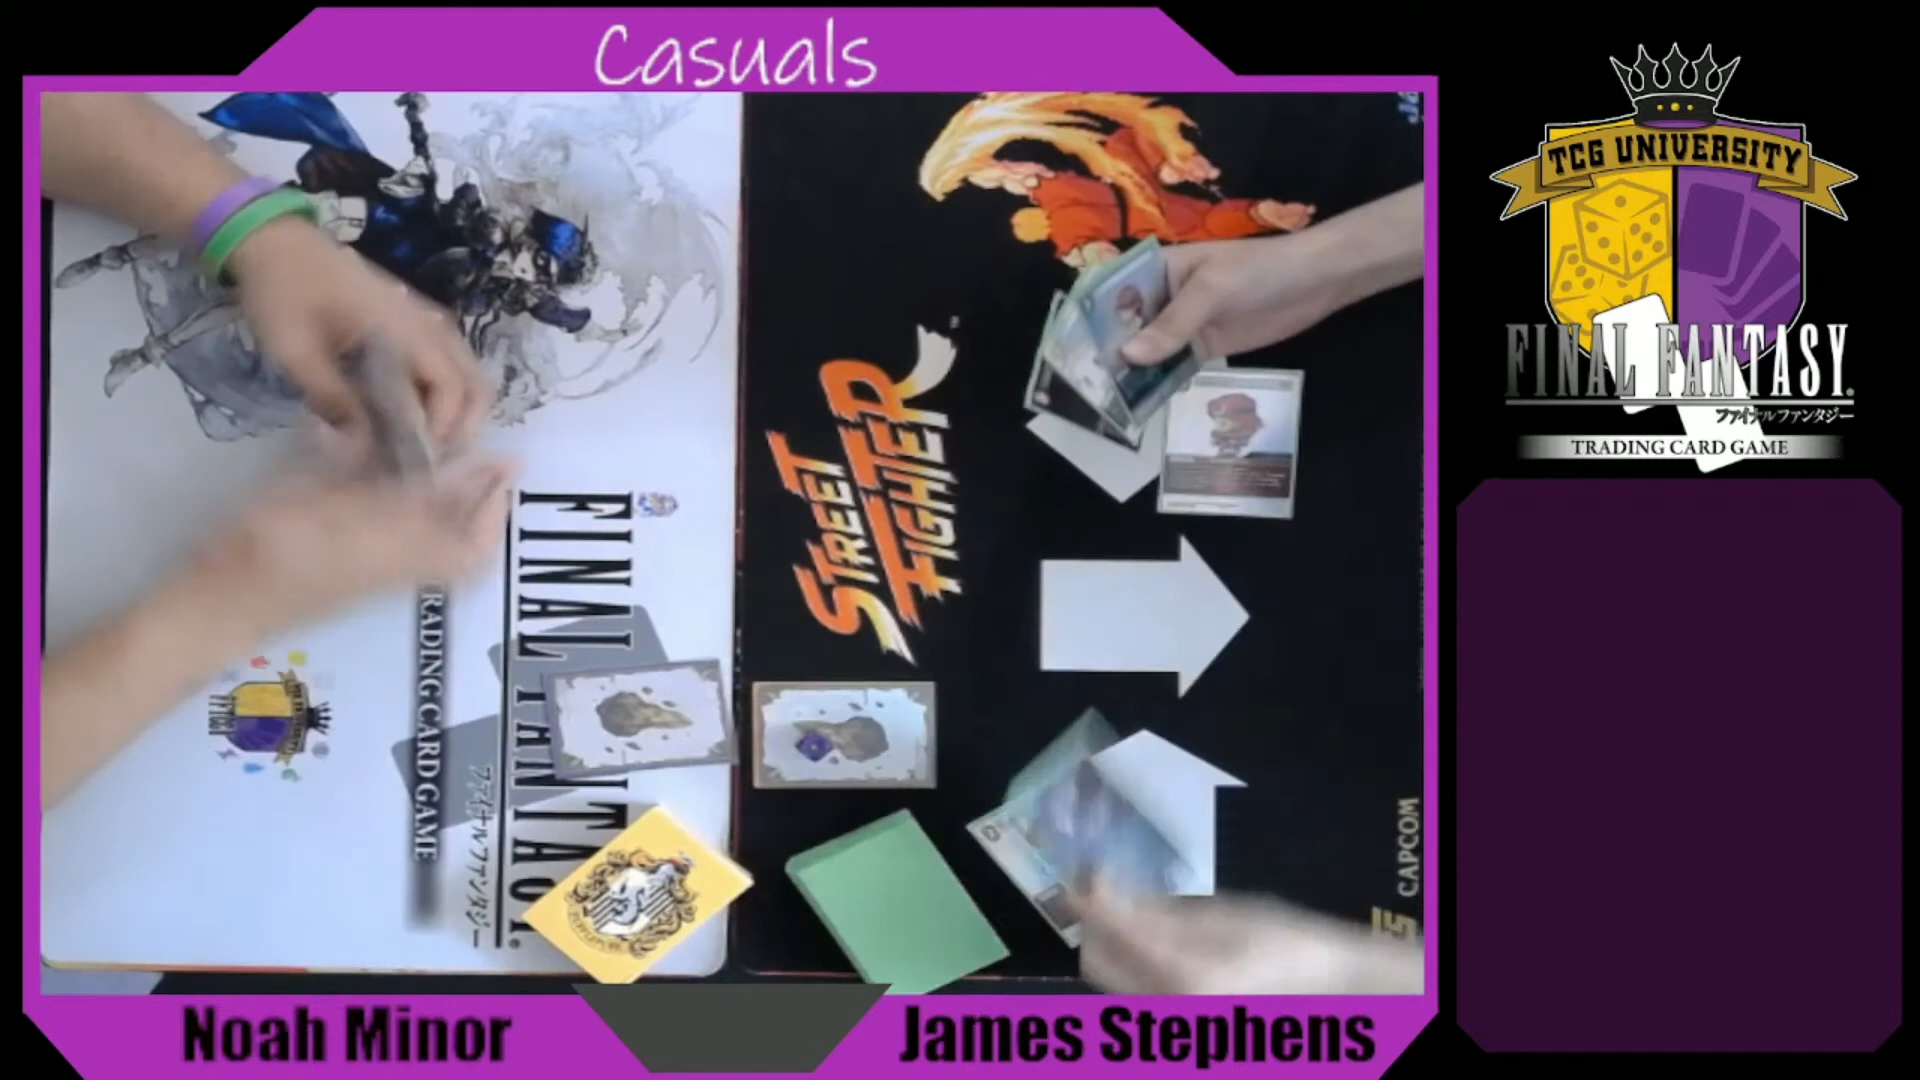 Casuals
TCG UNIVERSITY
FINAL FANTASY
ファイナルファンタジー
TRADING CARD GAME
STREET
FIGHTER
FINAL FANTASY
TRADING CARD GAME
ファイナルファンタジー
CAPCOM
Noah Minor
James Stephens